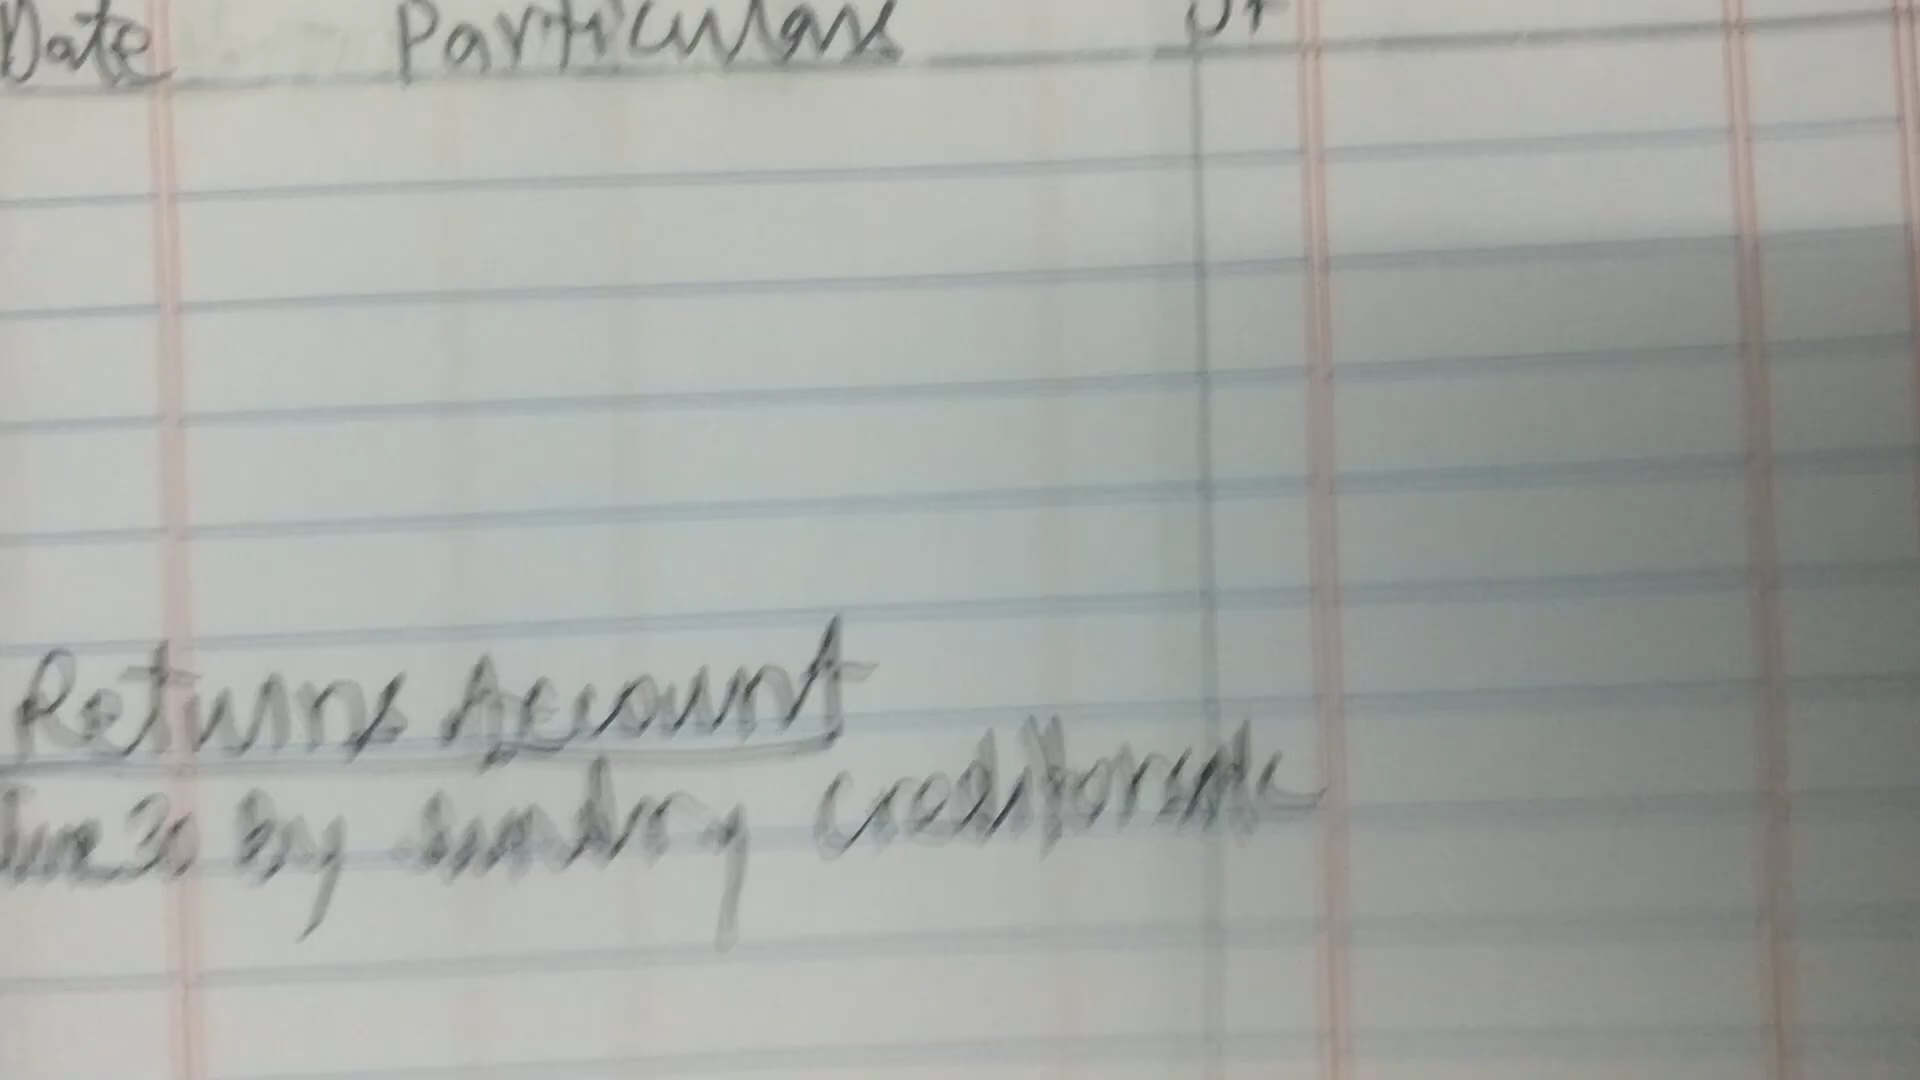 Date Particulars
Returns Account
June 30 By sundry creditors a/c